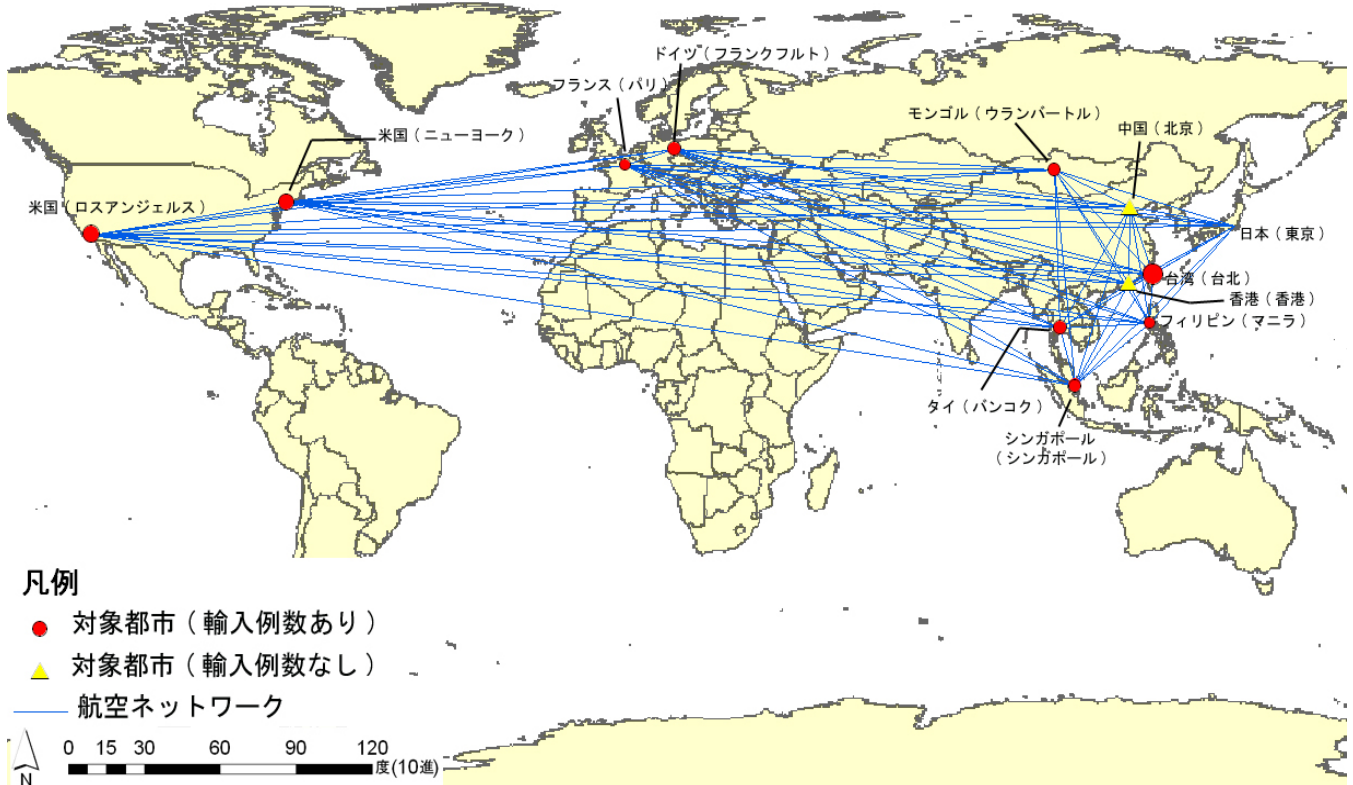 ドイツ（フランクフルト）
フランス（パリ）
モンゴル（ウランバートル）
中国（北京）
米国（ニューヨーク）
米国（ロスアンジェルス）
日本（東京）
台湾（台北）
香港（香港）
フィリピン（マニラ）
タイ（バンコク）
シンガポール
（シンガポール）
凡例
対象都市（輸入例数あり）
対象都市（輸入例数なし）
航空ネットワーク
0 15 30 60 90 120
度(10進)
N